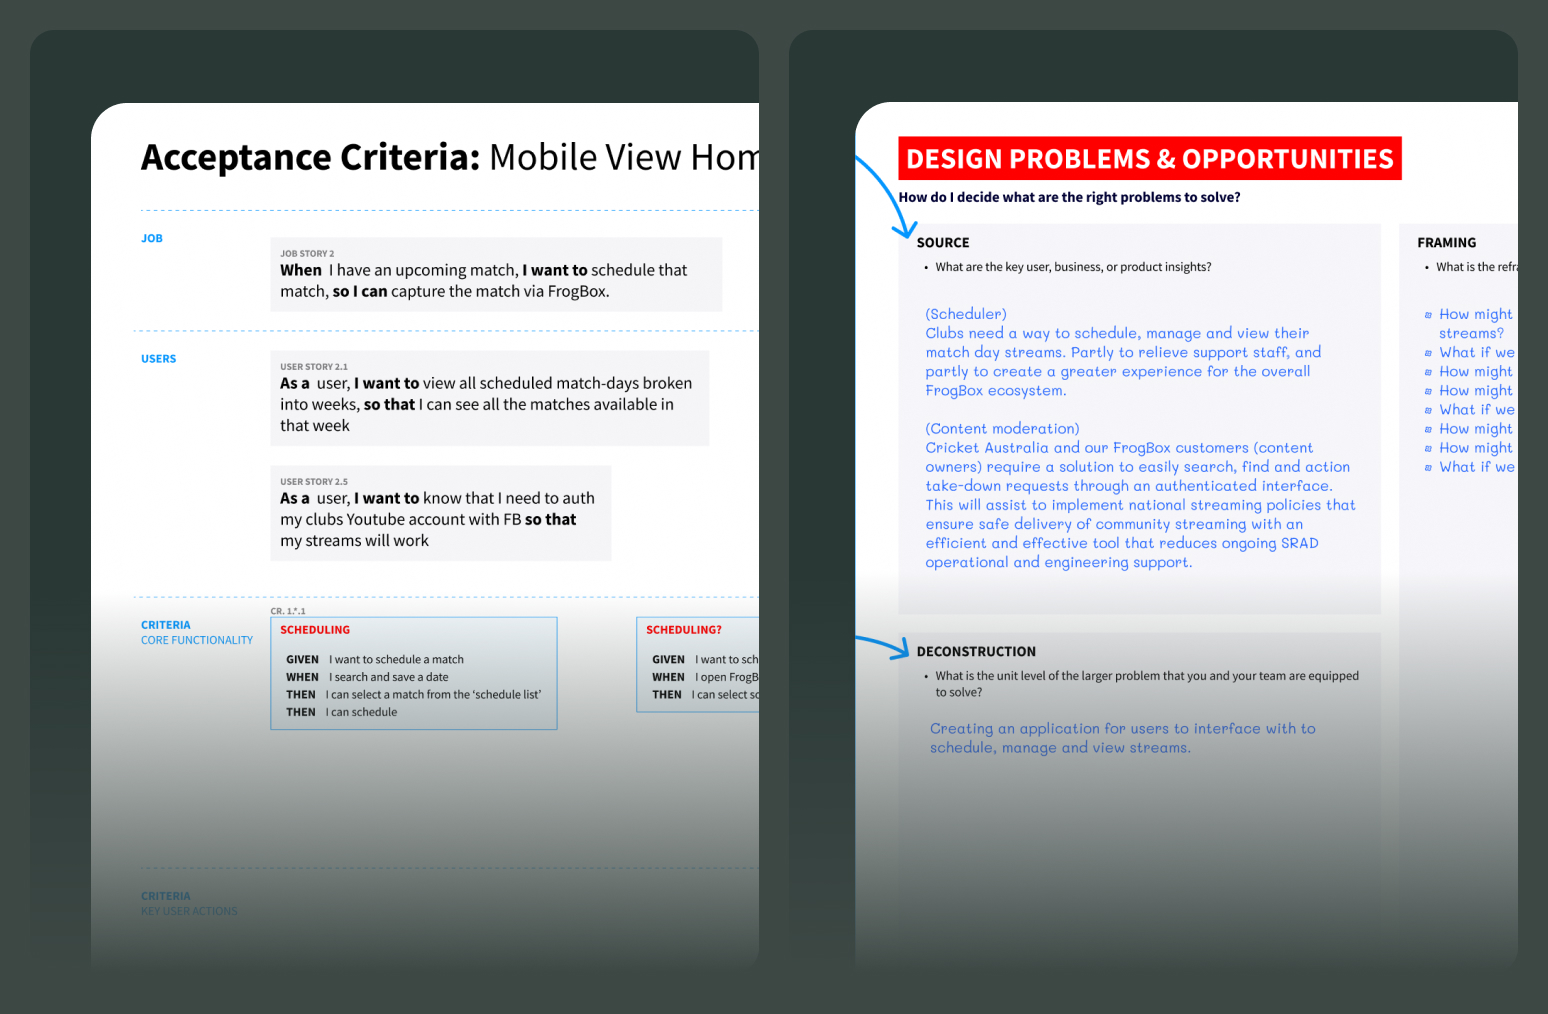 Acceptance Criteria: Mobile View Hom
JOB
JOB STORY 2
When I have an upcoming match, I want to schedule that
match, so I can capture the match via FrogBox.
USERS
USER STORY 2.1
As a user, I want to view all scheduled match-days broken
into weeks, so that I can see all the matches available in
that week
USER STORY 2.5
As a user, I want to know that I need to auth
my clubs Youtube account with FB so that
my streams will work
CRITERIA
CORE FUNCTIONALITY
CR. 1.*.1
SCHEDULING
GIVEN I want to schedule a match
WHEN I search and save a date
THEN I can select a match from the ‘schedule list’
THEN I can schedule
SCHEDULING?
GIVEN I want to sch
WHEN I open FrogB
THEN I can select so
CRITERIA
KEY USER ACTIONS
DESIGN PROBLEMS & OPPORTUNITIES
How do I decide what are the right problems to solve?
SOURCE
• What are the key user, business, or product insights?
(Scheduler)
Clubs need a way to schedule, manage and view their
match day streams. Partly to relieve support staff, and
partly to create a greater experience for the overall
FrogBox ecosystem.
(Content moderation)
Cricket Australia and our FrogBox customers (content
owners) require a solution to easily search, find and action
take-down requests through an authenticated interface.
This will assist to implement national streaming policies that
ensure safe delivery of community streaming with an
efficient and effective tool that reduces ongoing SRAD
operational and engineering support.
DECONSTRUCTION
• What is the unit level of the larger problem that you and your team are equipped
to solve?
Creating an application for users to interface with to
schedule, manage and view streams.
FRAMING
• What is the refra
How might
streams?
What if we
How might
How might
What if we
How might
How might
What if we